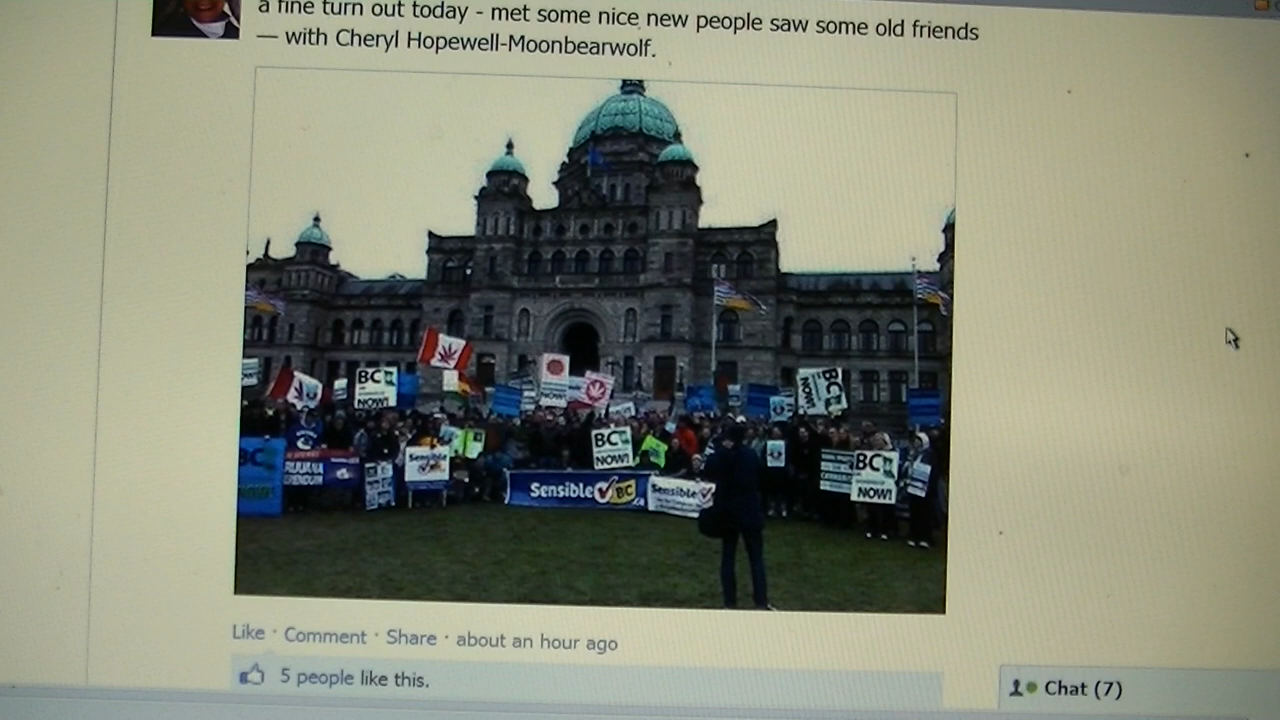 a fine turn out today - met some nice new people saw some old friends
— with Cheryl Hopewell-Moonbearwolf.
BC
NOW!
NOW!
NOW!
BC
BC
NOW!
Sensible
BC
NOW!
Sensible BC
Sensible
Like · Comment · Share · about an hour ago
5 people like this.
Chat (7)